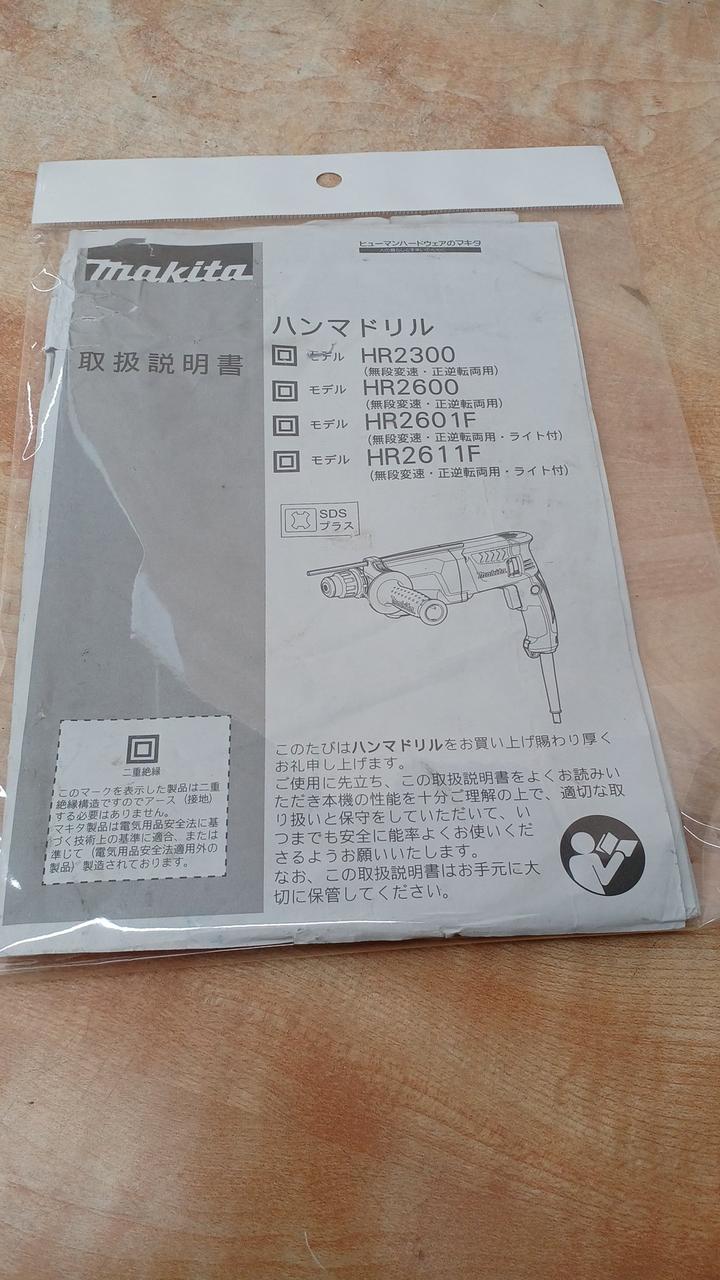 makita
ヒューマンハードウェアのマキタ
取扱説明書
ハンマドリル
モデル HR2300
(無段変速・正逆転両用)
モデル HR2600
(無段変速・正逆転両用)
モデル HR2601F
(無段変速・正逆転両用・ライト付)
モデル HR2611F
(無段変速・正逆転両用・ライト付)
SDS
プラス
makita
二重絶縁
このマークを表示した製品は二重
絶縁構造ですのでアース（接地）
する必要はありません。
マキタ製品は電気用品安全法に基
づく技術上の基準に適合、または
準じて（電気用品安全法適用外の
製品）製造されております。
このたびはハンマドリルをお買い上げ賜わり厚く
お礼申し上げます。
ご使用に先立ち、この取扱説明書をよくお読みい
ただき本機の性能を十分ご理解の上で、適切な取
り扱いと保守をしていただいて、い
つまでも安全に能率よくお使いくだ
さるようお願いいたします。
なお、この取扱説明書はお手元に大
切に保管してください。